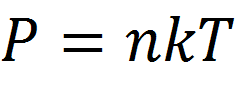 P = nkT